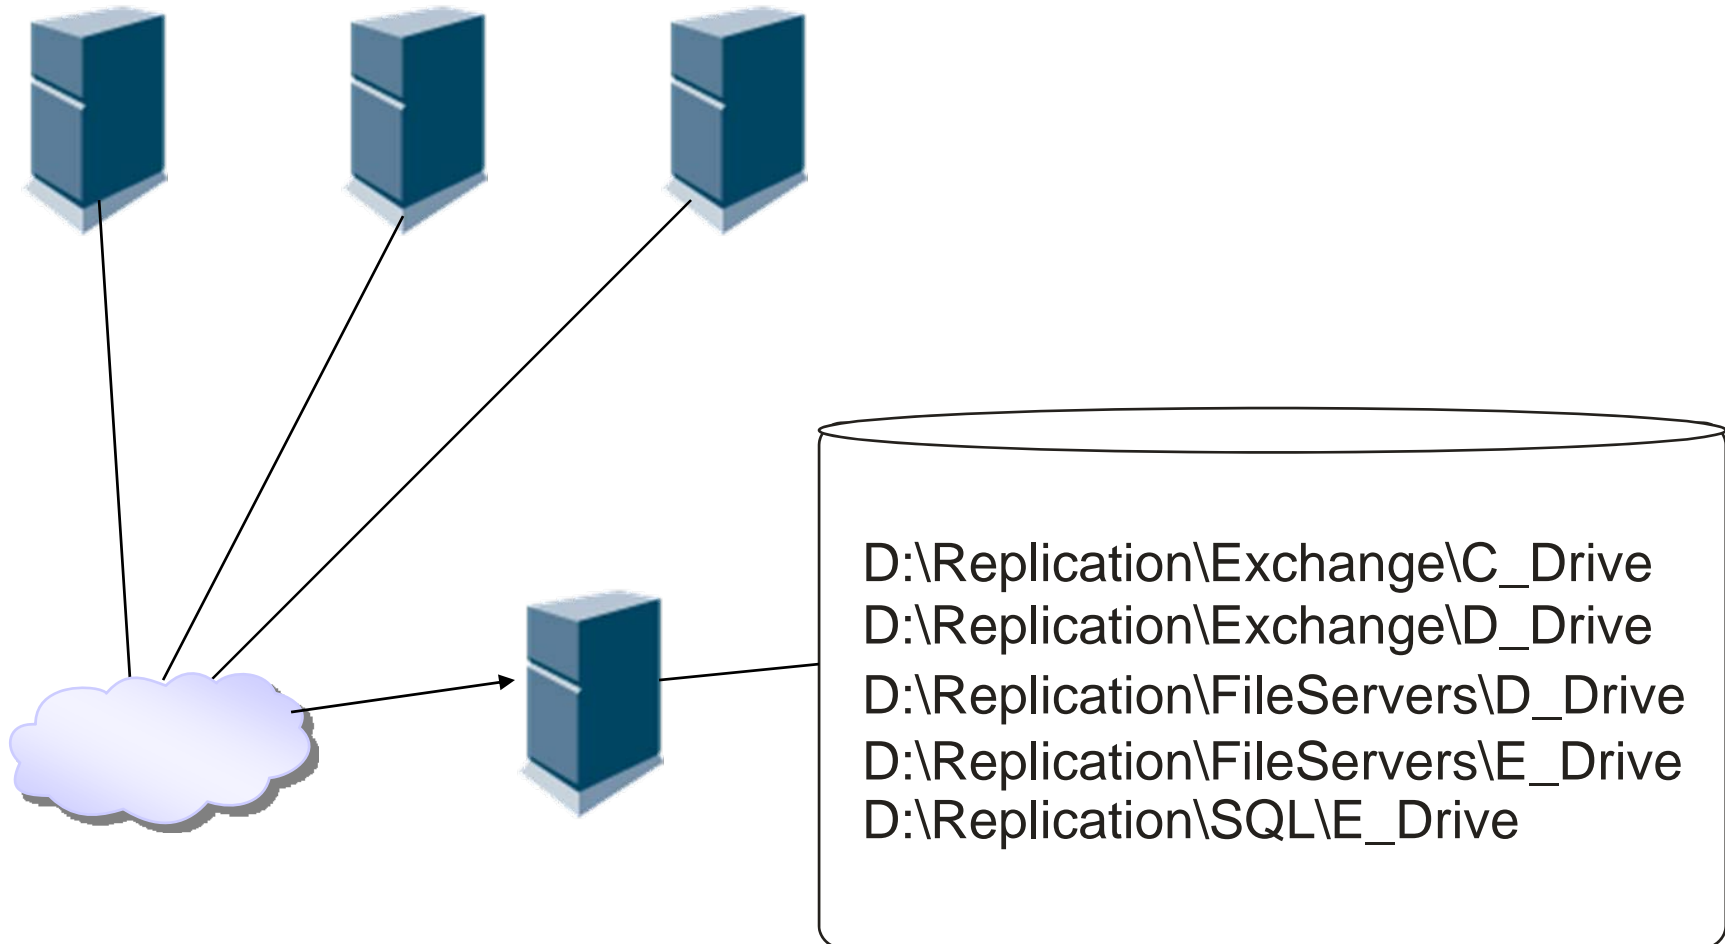 D:\Replication\Exchange\C_Drive
D:\Replication\Exchange\D_Drive
D:\Replication\FileServers\D_Drive
D:\Replication\FileServers\E_Drive
D:\Replication\SQL\E_Drive